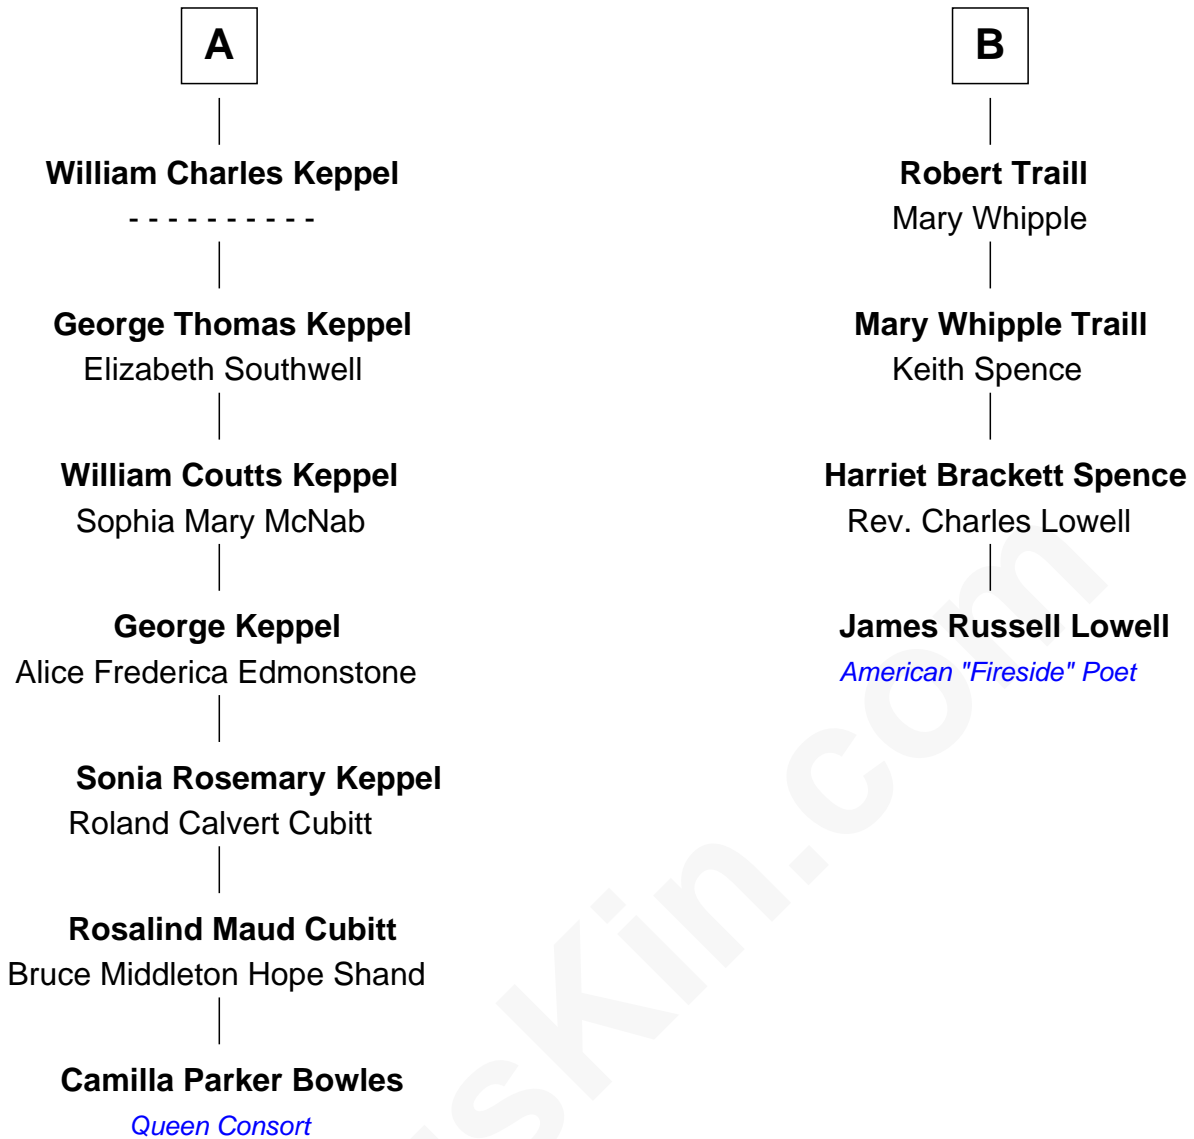 A
William Charles Keppel
- - - - - - - - - -
George Thomas Keppel
Elizabeth Southwell
William Coutts Keppel
Sophia Mary McNab
George Keppel
Alice Frederica Edmonstone
Sonia Rosemary Keppel
Roland Calvert Cubitt
Rosalind Maud Cubitt
Bruce Middleton Hope Shand
Camilla Parker Bowles
Queen Consort
B
Robert Traill
Mary Whipple
Mary Whipple Traill
Keith Spence
Harriet Brackett Spence
Rev. Charles Lowell
James Russell Lowell
American "Fireside" Poet